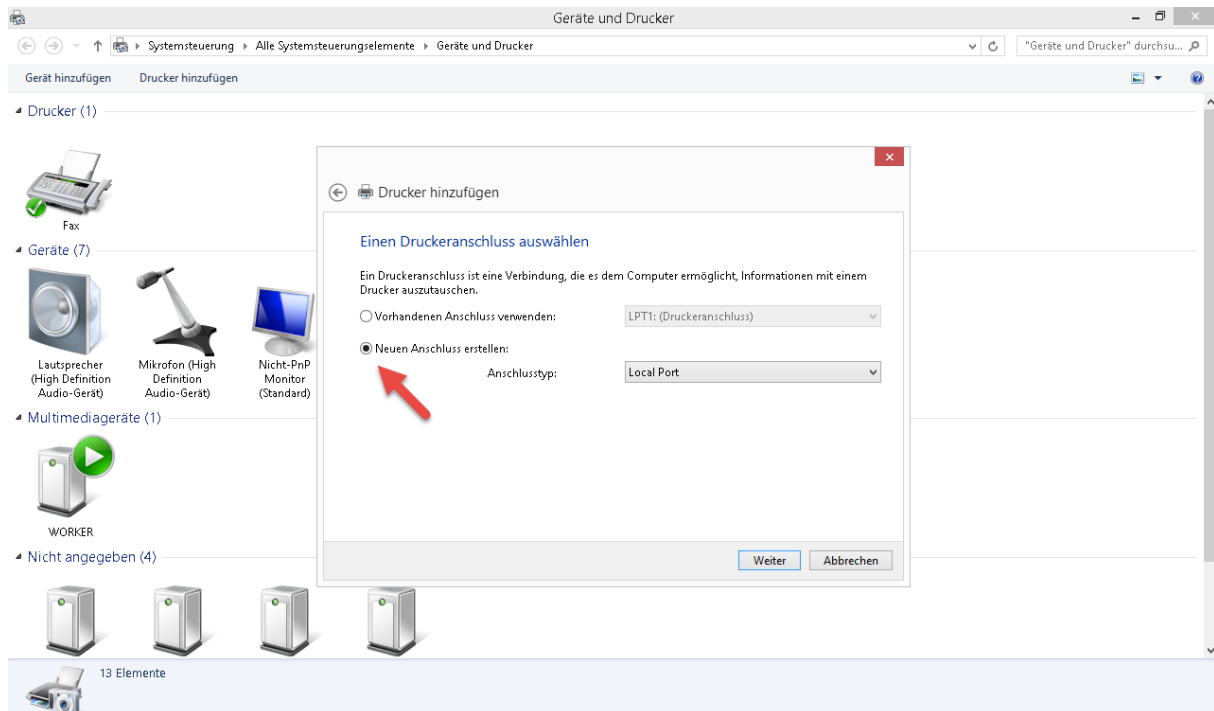 Geräte und Drucker
Systemsteuerung Alle Systemsteuerungselemente Geräte und Drucker
"Geräte und Drucker" durchsu...
Gerät hinzufügen Drucker hinzufügen
Drucker (1)
Fax
Geräte (7)
Lautsprecher
(High Definition
Audio-Gerät)
Mikrofon (High
Definition
Audio-Gerät)
Nicht-PnP
Monitor
(Standard)
Multimediageräte (1)
WORKER
Nicht angegeben (4)
13 Elemente
Drucker hinzufügen
Einen Druckeranschluss auswählen
Ein Druckeranschluss ist eine Verbindung, die es dem Computer ermöglicht, Informationen mit einem
Drucker auszutauschen.
Vorhandenen Anschluss verwenden: LPT1: (Druckeranschluss)
Neuen Anschluss erstellen:
Anschlusstyp: Local Port
Weiter Abbrechen